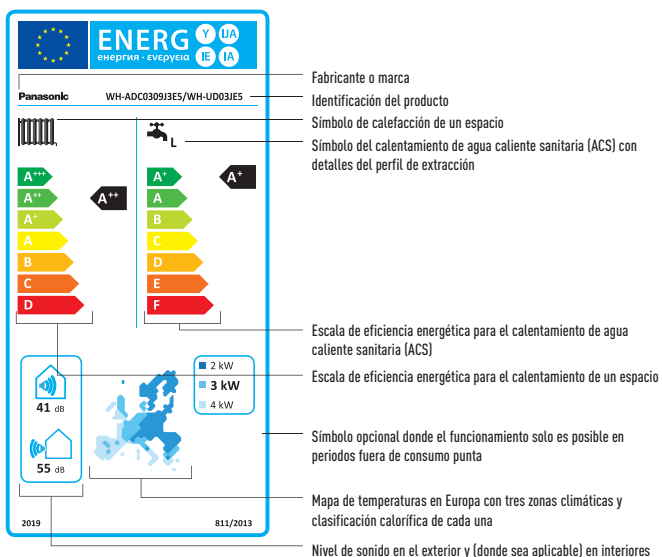 ENERG
енергия · ενεργεια
Y
IJA
IE
IA
Panasonic
WH-ADC0309J3E5/WH-UD03JE5
L
A+++
A++
A+
A
B
C
D
A++
A+
A
B
C
D
E
F
A+
41 dB
55 dB
2 kW
3 kW
4 kW
2019
811/2013
Fabricante o marca
Identificación del producto
Símbolo de calefacción de un espacio
Símbolo del calentamiento de agua caliente sanitaria (ACS) con
detalles del perfil de extracción
Escala de eficiencia energética para el calentamiento de agua
caliente sanitaria (ACS)
Escala de eficiencia energética para el calentamiento de un espacio
Símbolo opcional donde el funcionamiento solo es posible en
periodos fuera de consumo punta
Mapa de temperaturas en Europa con tres zonas climáticas y
clasificación calorífica de cada una
Nivel de sonido en el exterior y (donde sea aplicable) en interiores